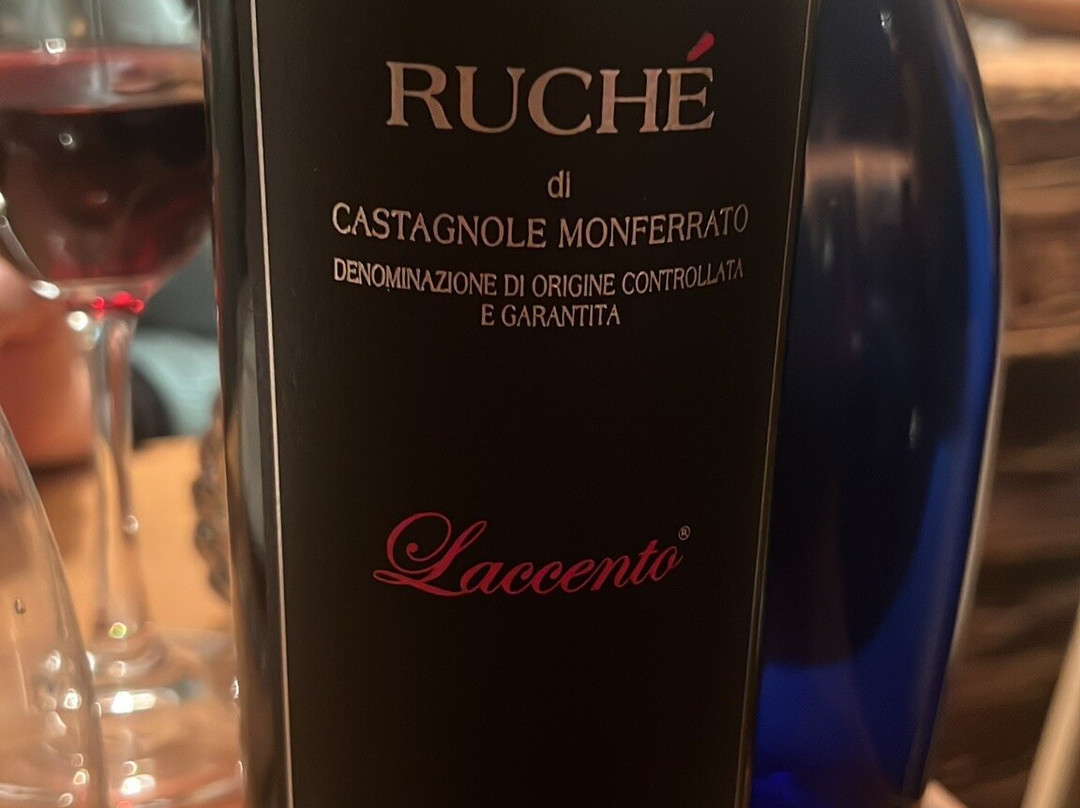 RUCHÉ
di
CASTAGNOLE MONFERRATO
DENOMINAZIONE DI ORIGINE CONTROLLATA
E GARANTITA
Laccento®